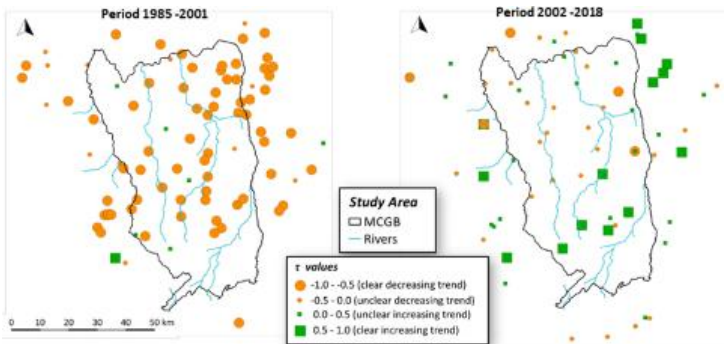 Period 1985 -2001
Period 2002 -2018
Study Area
MCGB
Rivers
τ values
-1.0 - -0.5 (clear decreasing trend)
-0.5 - 0.0 (unclear decreasing trend)
0.0 - 0.5 (unclear increasing trend)
0.5 - 1.0 (clear increasing trend)
0 10 20 30 40 50 km